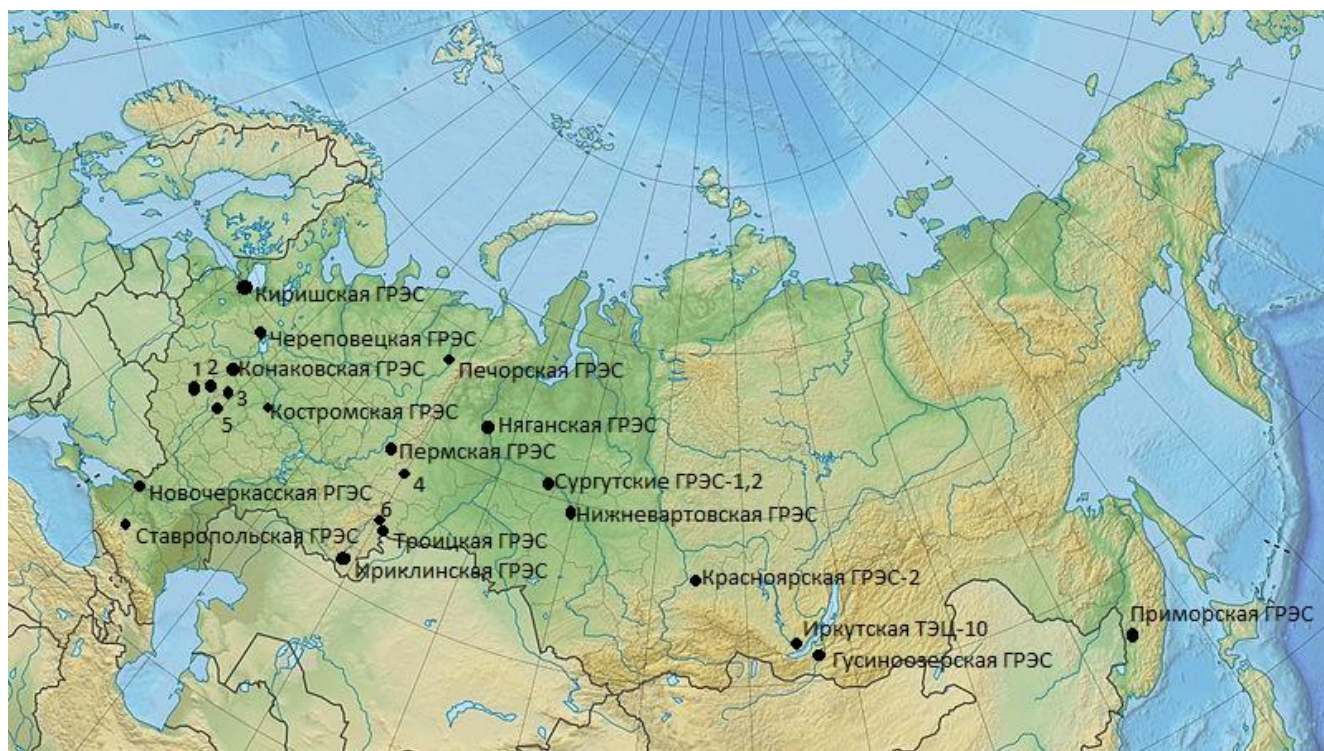 Киришская ГРЭС
Череповецкая ГРЭС
1
2
Конаковская ГРЭС
Печорская ГРЭС
3
5
Костромская ГРЭС
Няганская ГРЭС
Пермская ГРЭС
4
Сургутские ГРЭС-1,2
Новочеркасская РГЭС
Нижневартовская ГРЭС
6
Ставропольская ГРЭС
Троицкая ГРЭС
Ириклинская ГРЭС
Красноярская ГРЭС-2
Приморская ГРЭС
Иркутская ТЭЦ-10
Гусиноозерская ГРЭС